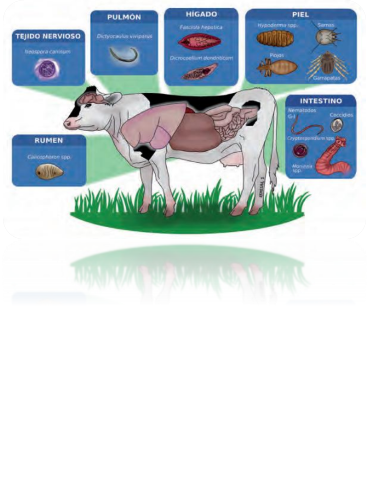 TEJIDO NERVIOSO
Neospora caninum
PULMÓN
Dictyocaulus viviparus
HÍGADO
Fasciola hepatica
Dicrocoelium dendriticum
PIEL
Hypoderma spp.
Sarnas
Piojos
Garrapatas
RUMEN
Calicophoron spp.
INTESTINO
Nematodos
G.I.
Coccidios
Cryptosporidium spp.
Moniezia
spp.